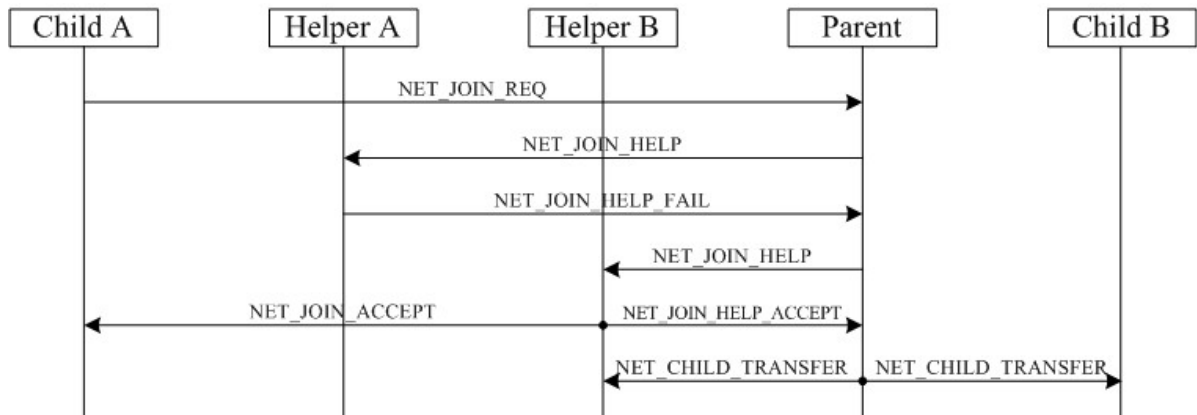 Child A
Helper A
Helper B
Parent
Child B
NET_JOIN_REQ
NET_JOIN_HELP
NET_JOIN_HELP_FAIL
NET_JOIN_HELP
NET_JOIN_ACCEPT
NET_JOIN_HELP_ACCEPT
NET_CHILD_TRANSFER
NET_CHILD_TRANSFER